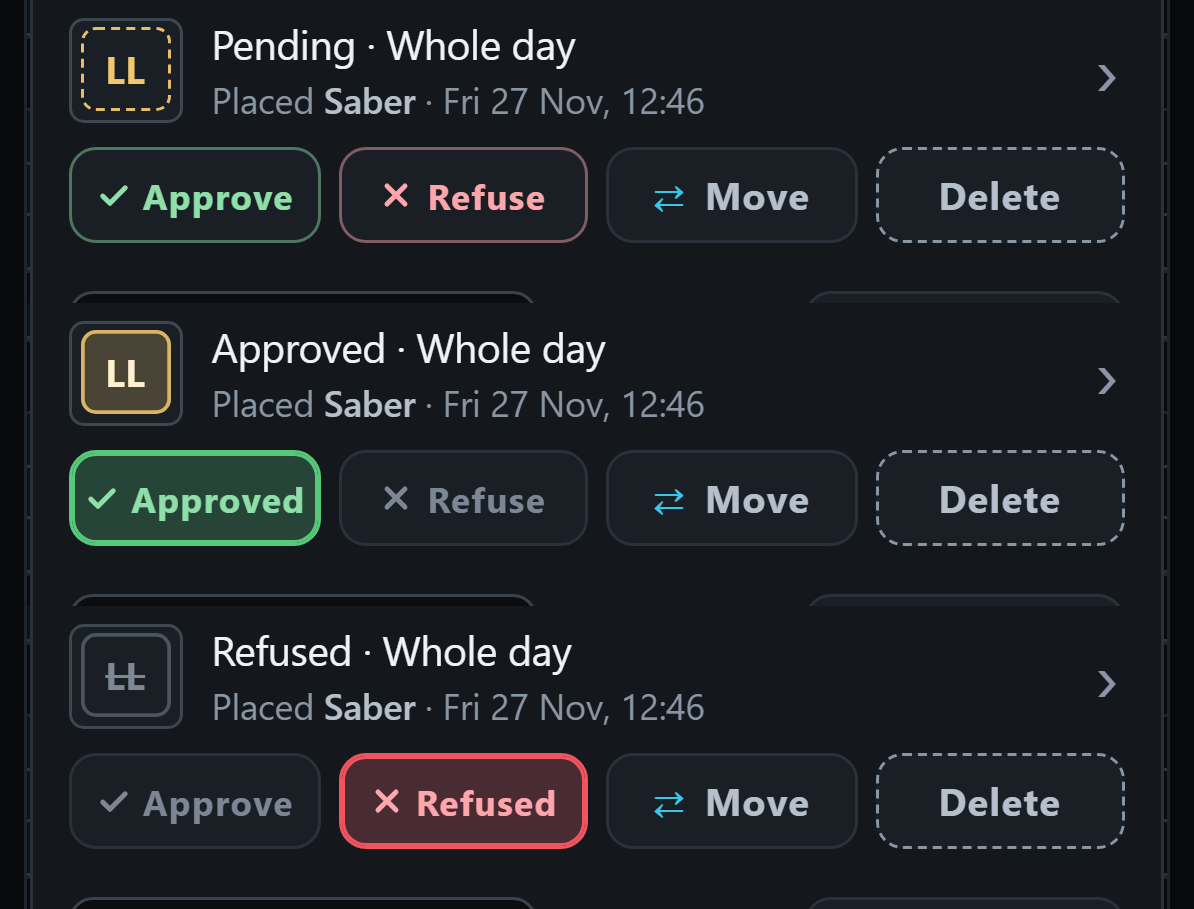 LL
Pending · Whole day
Placed Saber · Fri 27 Nov, 12:46
Approve
Refuse
Move
Delete
LL
Approved · Whole day
Placed Saber · Fri 27 Nov, 12:46
Approved
Refuse
Move
Delete
LL
Refused · Whole day
Placed Saber · Fri 27 Nov, 12:46
Approve
Refused
Move
Delete